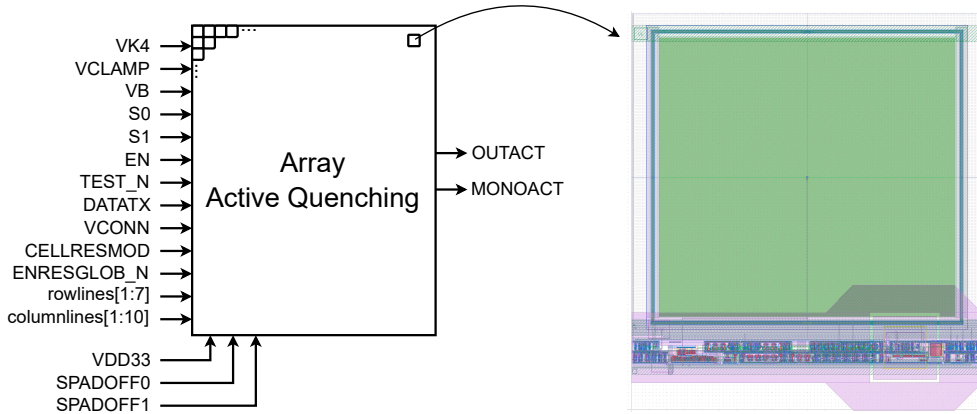 VK4
VCLAMP
VB
S0
S1
EN
TEST_N
DATATX
VCONN
CELLRESMOD
ENRESGLOB_N
rowlines[1:7]
columnlines[1:10]
VDD33
SPADOFF0
SPADOFF1
Array
Active Quenching
OUTACT
MONOACT